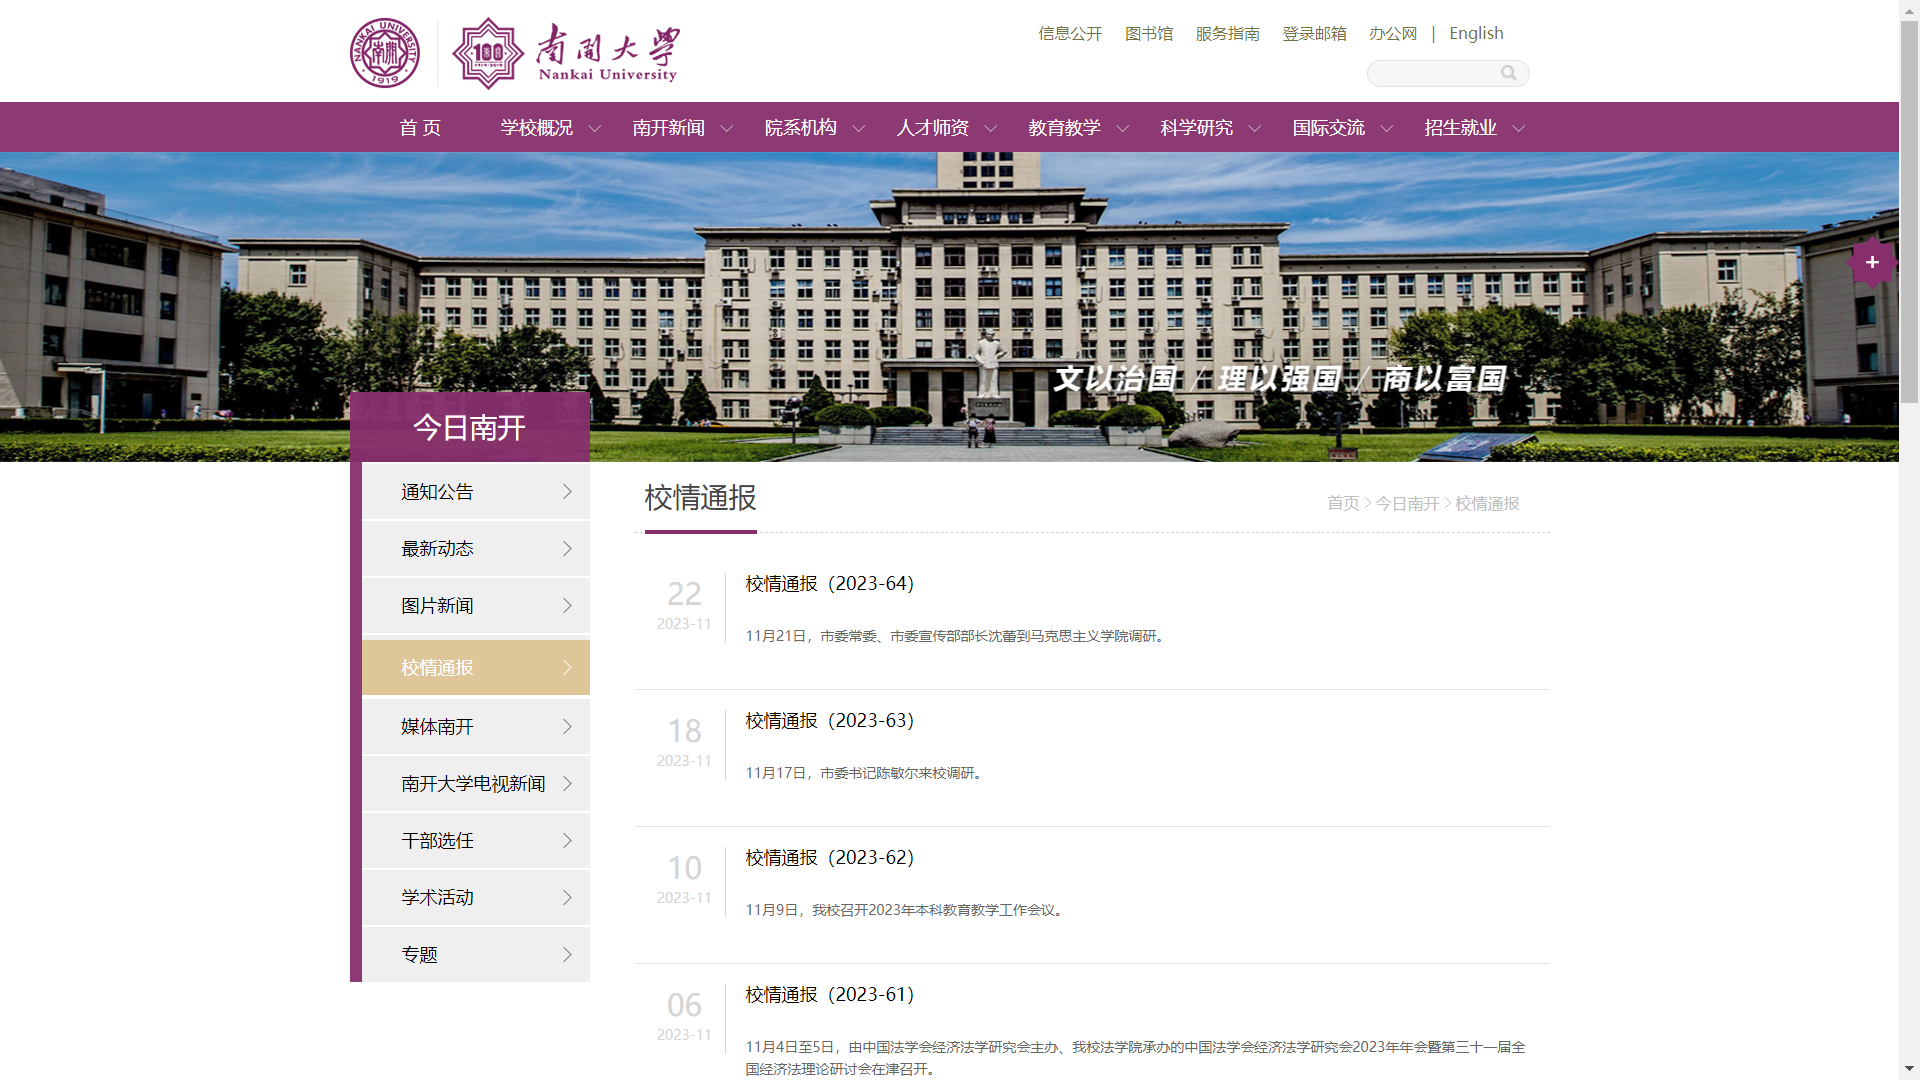 NANKAI UNIVERSITY
1919
100
南开大学
Nankai University
信息公开 图书馆 服务指南 登录邮箱 办公网 | English
首 页 学校概况 南开新闻 院系机构 人才师资 教育教学 科学研究 国际交流 招生就业
+
文以治国 / 理以强国 / 商以富国
今日南开
通知公告
最新动态
图片新闻
校情通报
媒体南开
南开大学电视新闻
干部选任
学术活动
专题
校情通报
首页 > 今日南开 > 校情通报
22
2023-11
校情通报（2023-64）
11月21日，市委常委、市委宣传部部长沈蕾到马克思主义学院调研。
18
2023-11
校情通报（2023-63）
11月17日，市委书记陈敏尔来校调研。
10
2023-11
校情通报（2023-62）
11月9日，我校召开2023年本科教育教学工作会议。
06
2023-11
校情通报（2023-61）
11月4日至5日，由中国法学会经济法学研究会主办、我校法学院承办的中国法学会经济法学研究会2023年年会暨第三十一届全
国经济法理论研讨会在津召开。